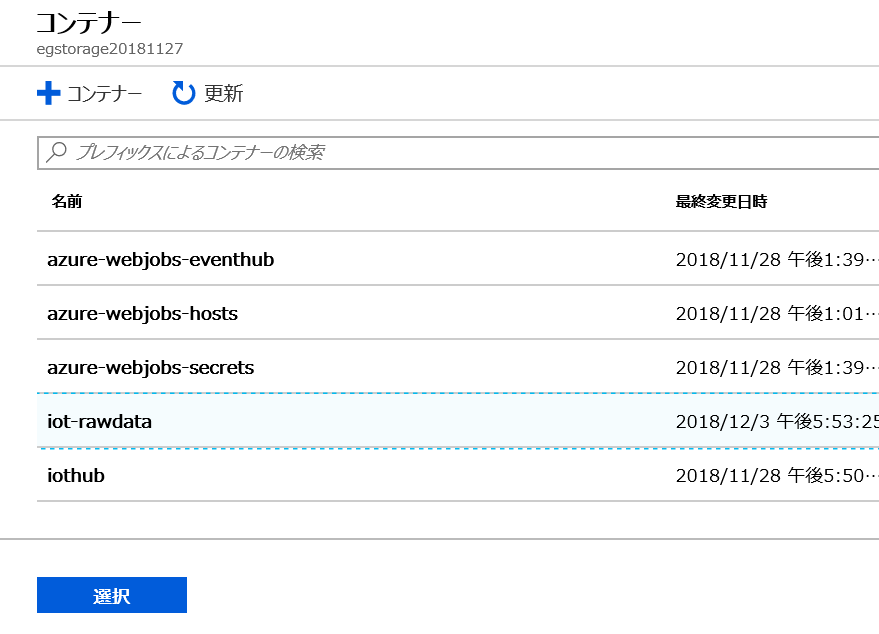 コンテナー
egstorage20181127
コンテナー 更新
プレフィックスによるコンテナーの検索
名前 最終変更日時
azure-webjobs-eventhub 2018/11/28 午後1:39…
azure-webjobs-hosts 2018/11/28 午後1:01…
azure-webjobs-secrets 2018/11/28 午後1:39…
iot-rawdata 2018/12/3 午後5:53:25
iothub 2018/11/28 午後5:50…
選択